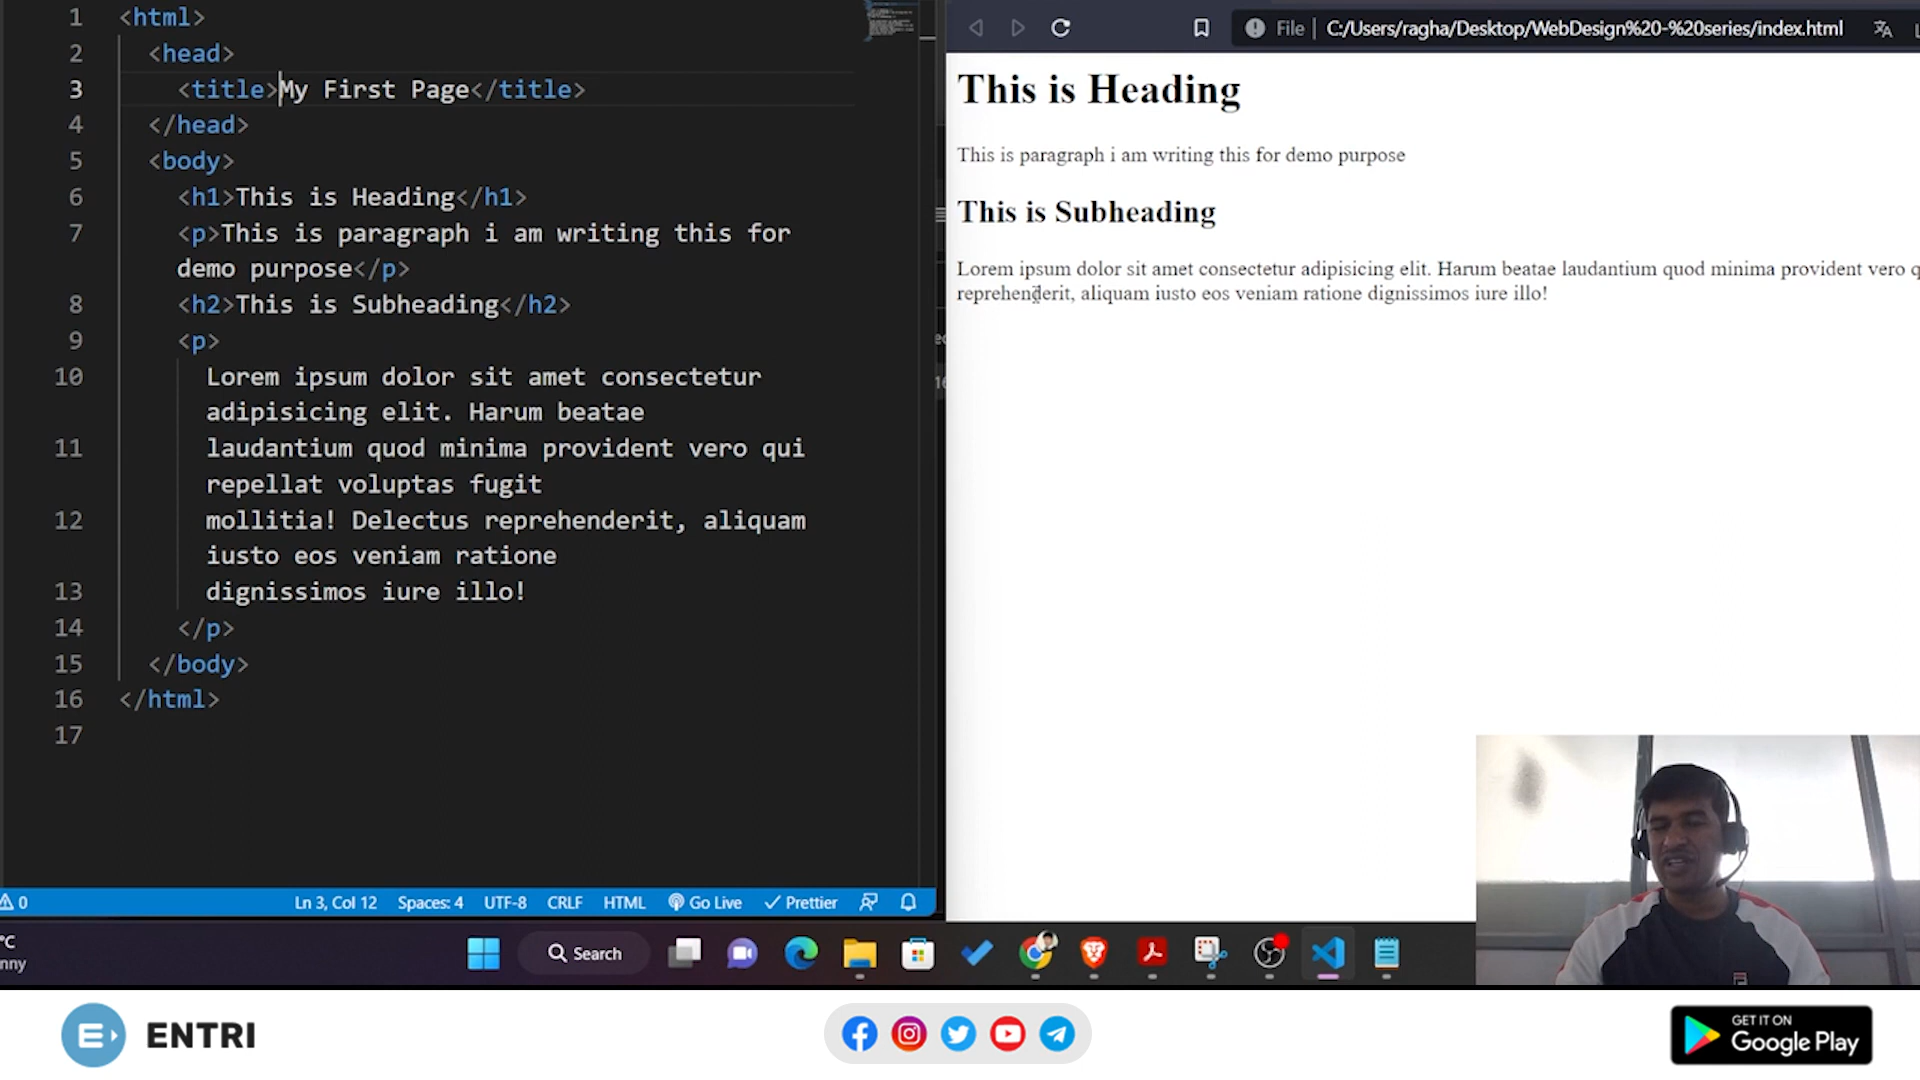 1 <html>
2 <head>
3 <title>My First Page</title>
4 </head>
5 <body>
6 <h1>This is Heading</h1>
7 <p>This is paragraph i am writing this for
demo purpose</p>
8 <h2>This is Subheading</h2>
9 <p>
10 Lorem ipsum dolor sit amet consectetur
adipisicing elit. Harum beatae
11 laudantium quod minima provident vero qui
repellat voluptas fugit
12 mollitia! Delectus reprehenderit, aliquam
iusto eos veniam ratione
13 dignissimos iure illo!
14 </p>
15 </body>
16 </html>
17
0 Ln 3, Col 12 Spaces: 4 UTF-8 CRLF HTML Go Live Prettier
File C:/Users/ragha/Desktop/WebDesign%20-%20series/index.html
This is Heading
This is paragraph i am writing this for demo purpose
This is Subheading
Lorem ipsum dolor sit amet consectetur adipisicing elit. Harum beatae laudantium quod minima provident vero q
reprehenderit, aliquam iusto eos veniam ratione dignissimos iure illo!
°C
nny
Search
ENTRI
GET IT ON
Google Play